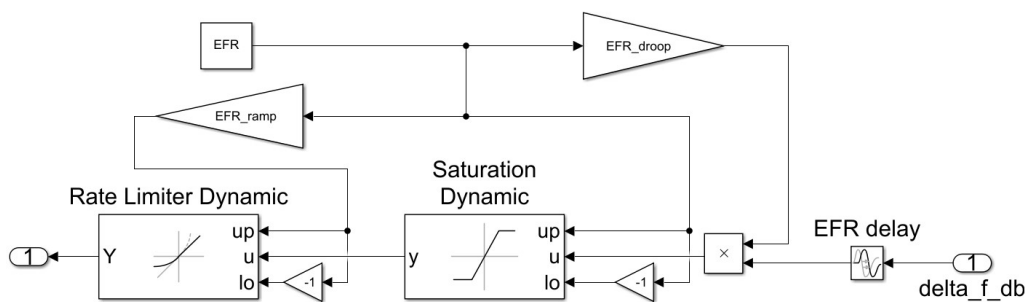 EFR
EFR_droop
EFR_ramp
Rate Limiter Dynamic
Saturation
Dynamic
EFR delay
up
u
lo
Y
-1
up
u
lo
y
-1
×
1
1
delta_f_db